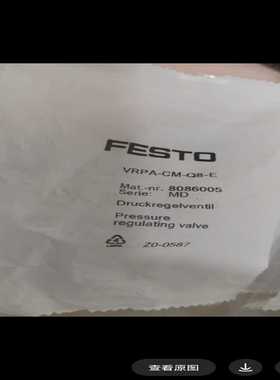 FESTO
VRPA-CM-Q8-E
Mat.-nr. 8086005
Serie: MD
Druckregelventil
Pressure
regulating valve
ZD-0587
查看原图